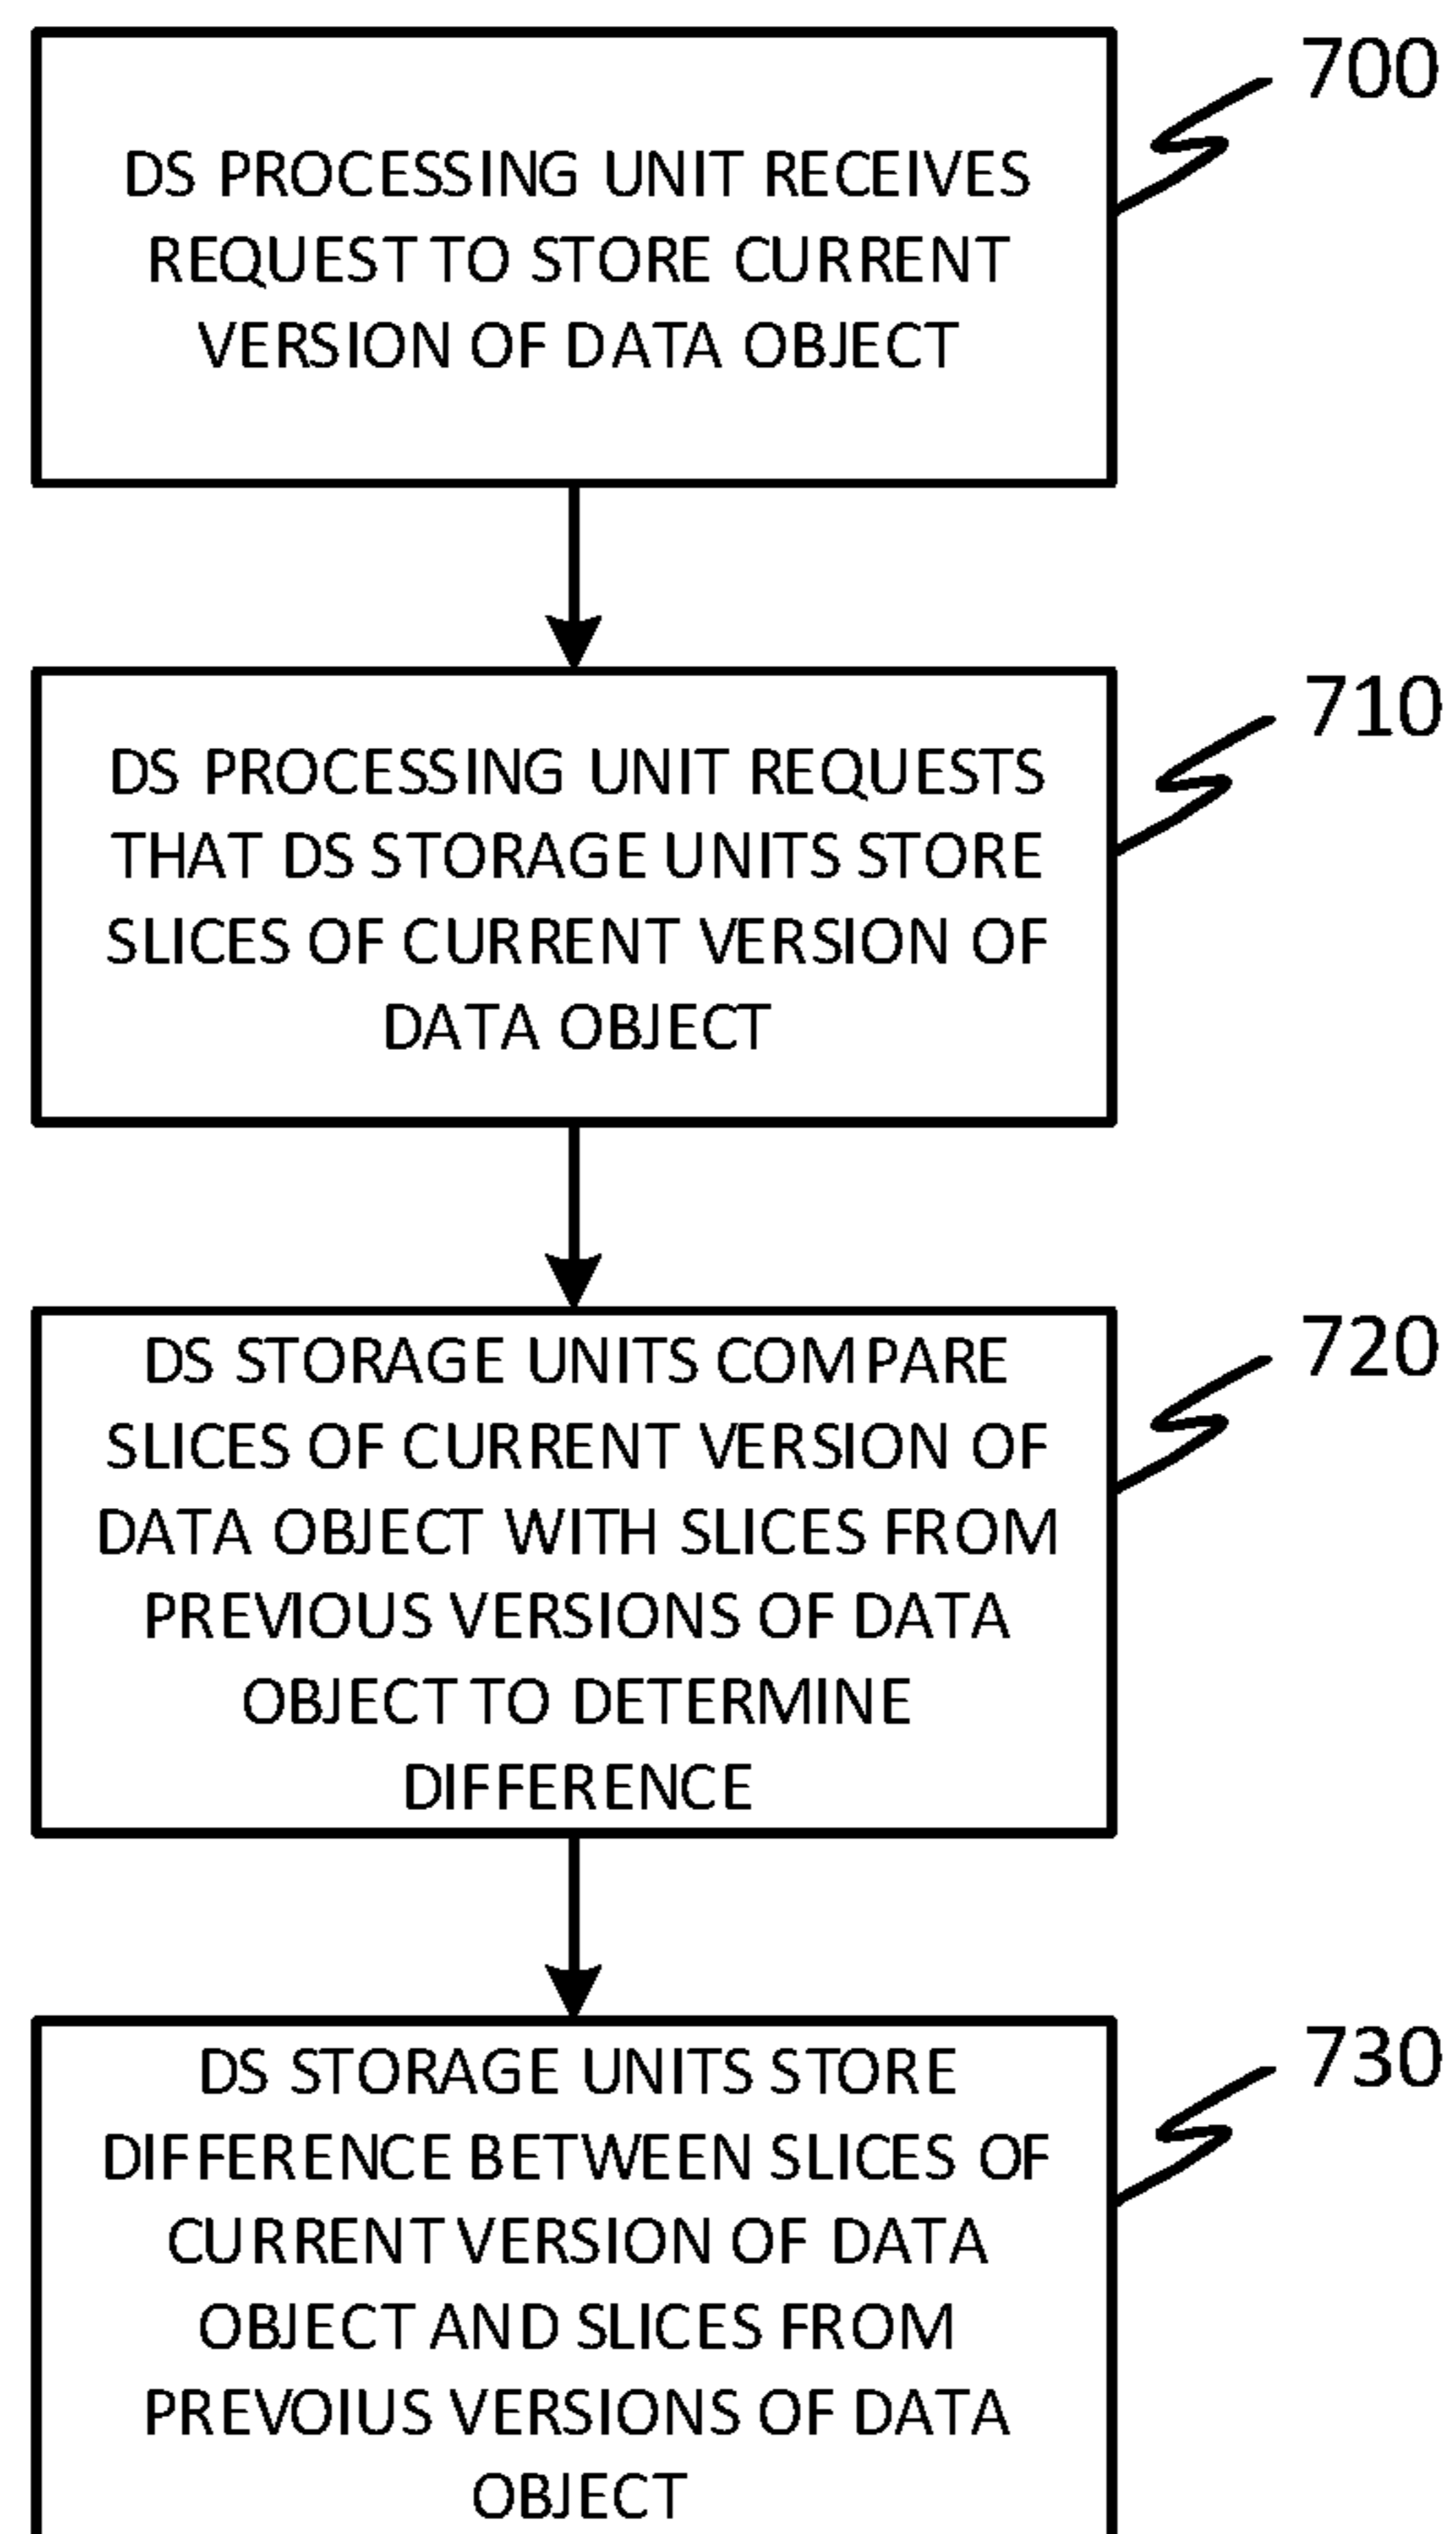 700
DS PROCESSING UNIT RECEIVES
REQUEST TO STORE CURRENT
VERSION OF DATA OBJECT
710
DS PROCESSING UNIT REQUESTS
THAT DS STORAGE UNITS STORE
SLICES OF CURRENT VERSION OF
DATA OBJECT
720
DS STORAGE UNITS COMPARE
SLICES OF CURRENT VERSION OF
DATA OBJECT WITH SLICES FROM
PREVIOUS VERSIONS OF DATA
OBJECT TO DETERMINE
DIFFERENCE
730
DS STORAGE UNITS STORE
DIFFERENCE BETWEEN SLICES OF
CURRENT VERSION OF DATA
OBJECT AND SLICES FROM
PREVOIUS VERSIONS OF DATA
OBJECT